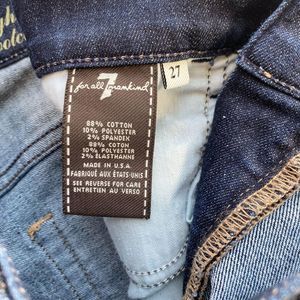 7
for all mankind
27
88% COTTON
10% POLYESTER
2% SPANDEX
88% COTON
10% POLYESTER
2% ÉLASTHANNE
MADE IN U.S.A.
FABRIQUÉ AUX ÉTATS-UNIS
SEE REVERSE FOR CARE
ENTRETIEN AU VERSO